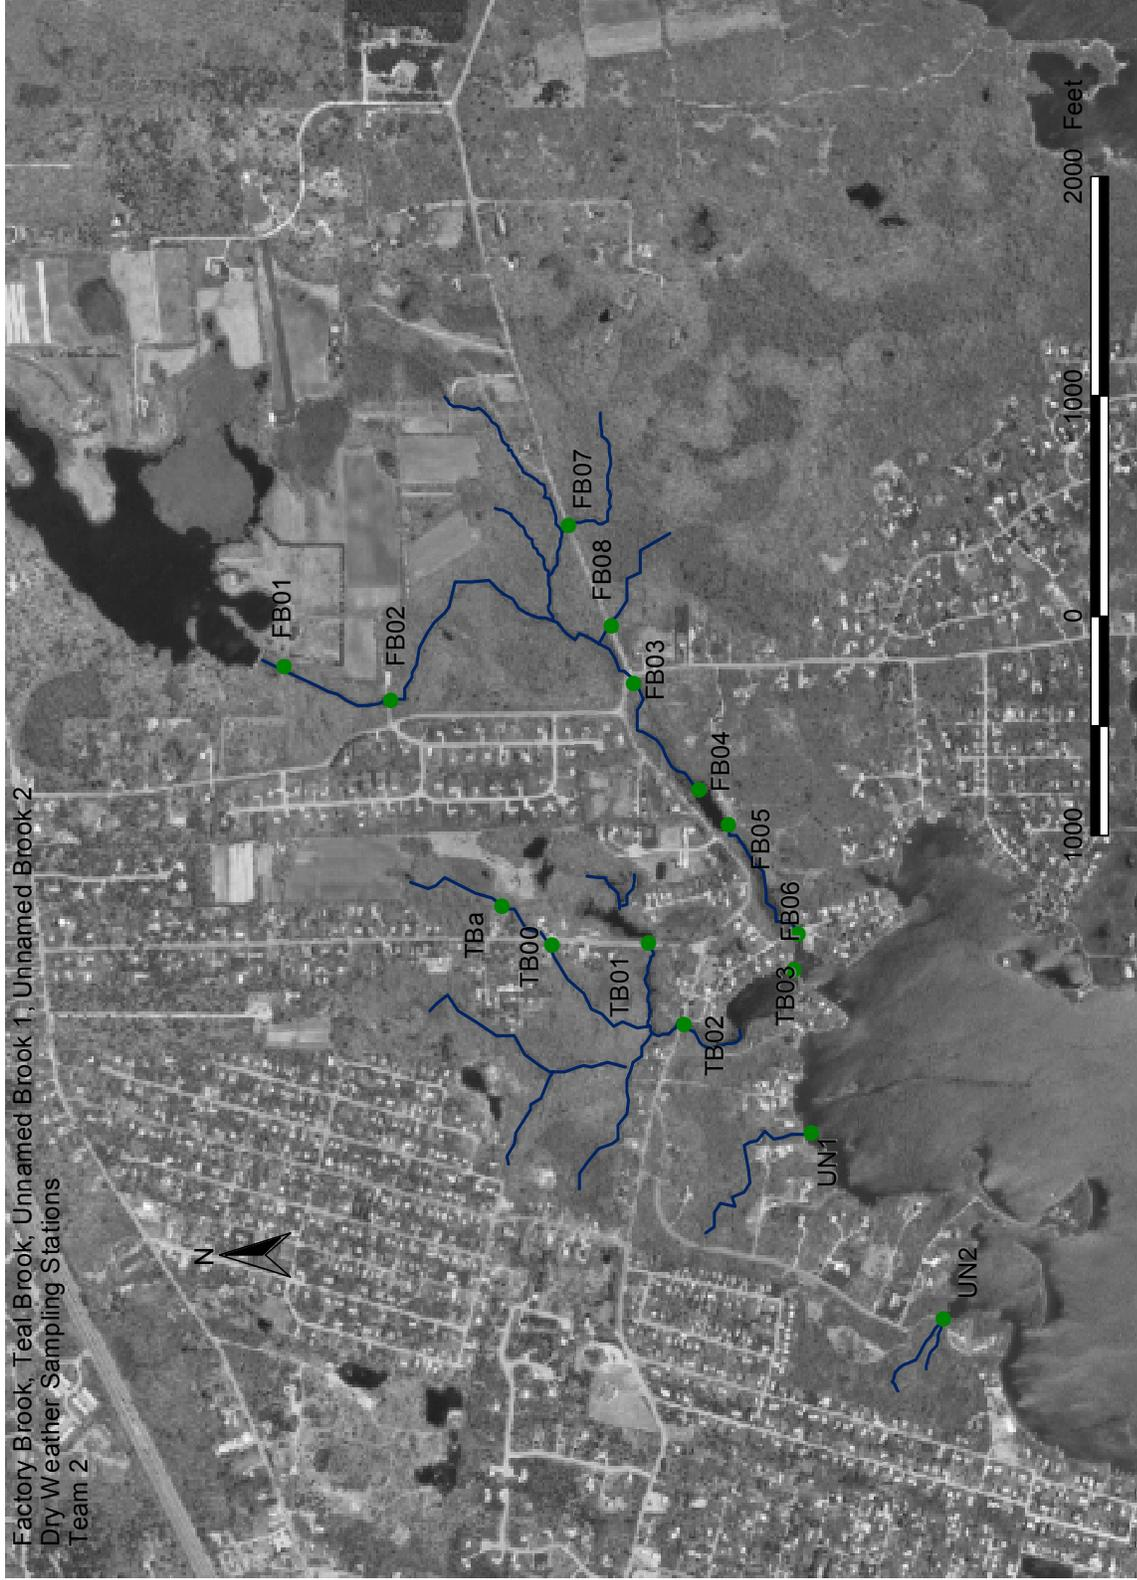 Factory Brook, Teal Brook, Unnamed Brook 1, Unnamed Brook 2
Dry Weather Sampling Stations
Team 2
N
FB01
FB02
FB07
FB08
FB03
FB04
FB05
FB06
TBa
TB00
TB01
TB02
TB03
UN1
UN2
1000 0 1000 2000 Feet